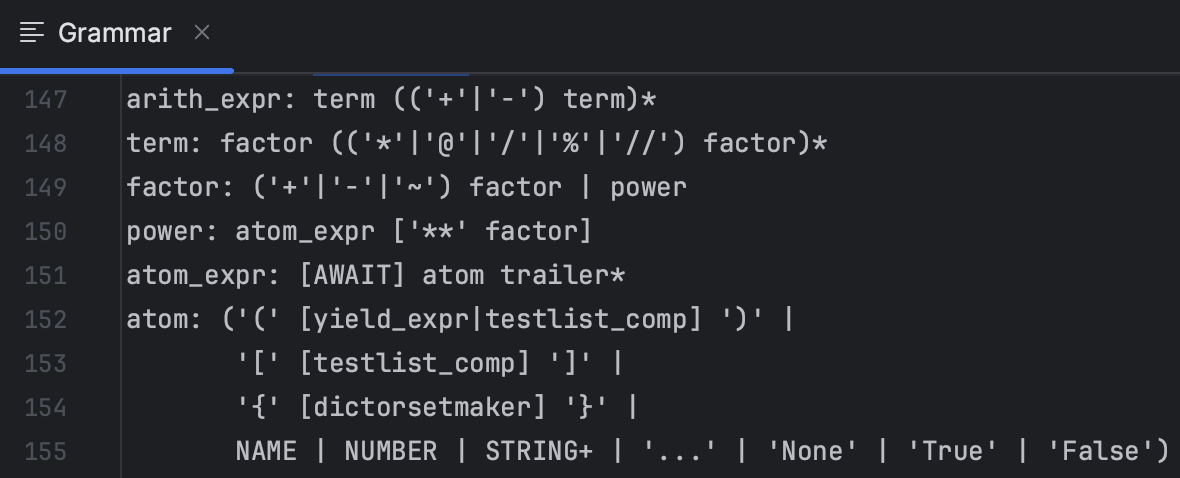 Grammar
147 arith_expr: term (('+'|'-') term)*
148 term: factor (('*'|'@'|'/'|'%'|'//') factor)*
149 factor: ('+'|'-'|'~') factor | power
150 power: atom_expr ['**' factor]
151 atom_expr: [AWAIT] atom trailer*
152 atom: ('(' [yield_expr|testlist_comp] ')' |
153 '[' [testlist_comp] ']' |
154 '{' [dictorsetmaker] '}' |
155 NAME | NUMBER | STRING+ | '...' | 'None' | 'True' | 'False')